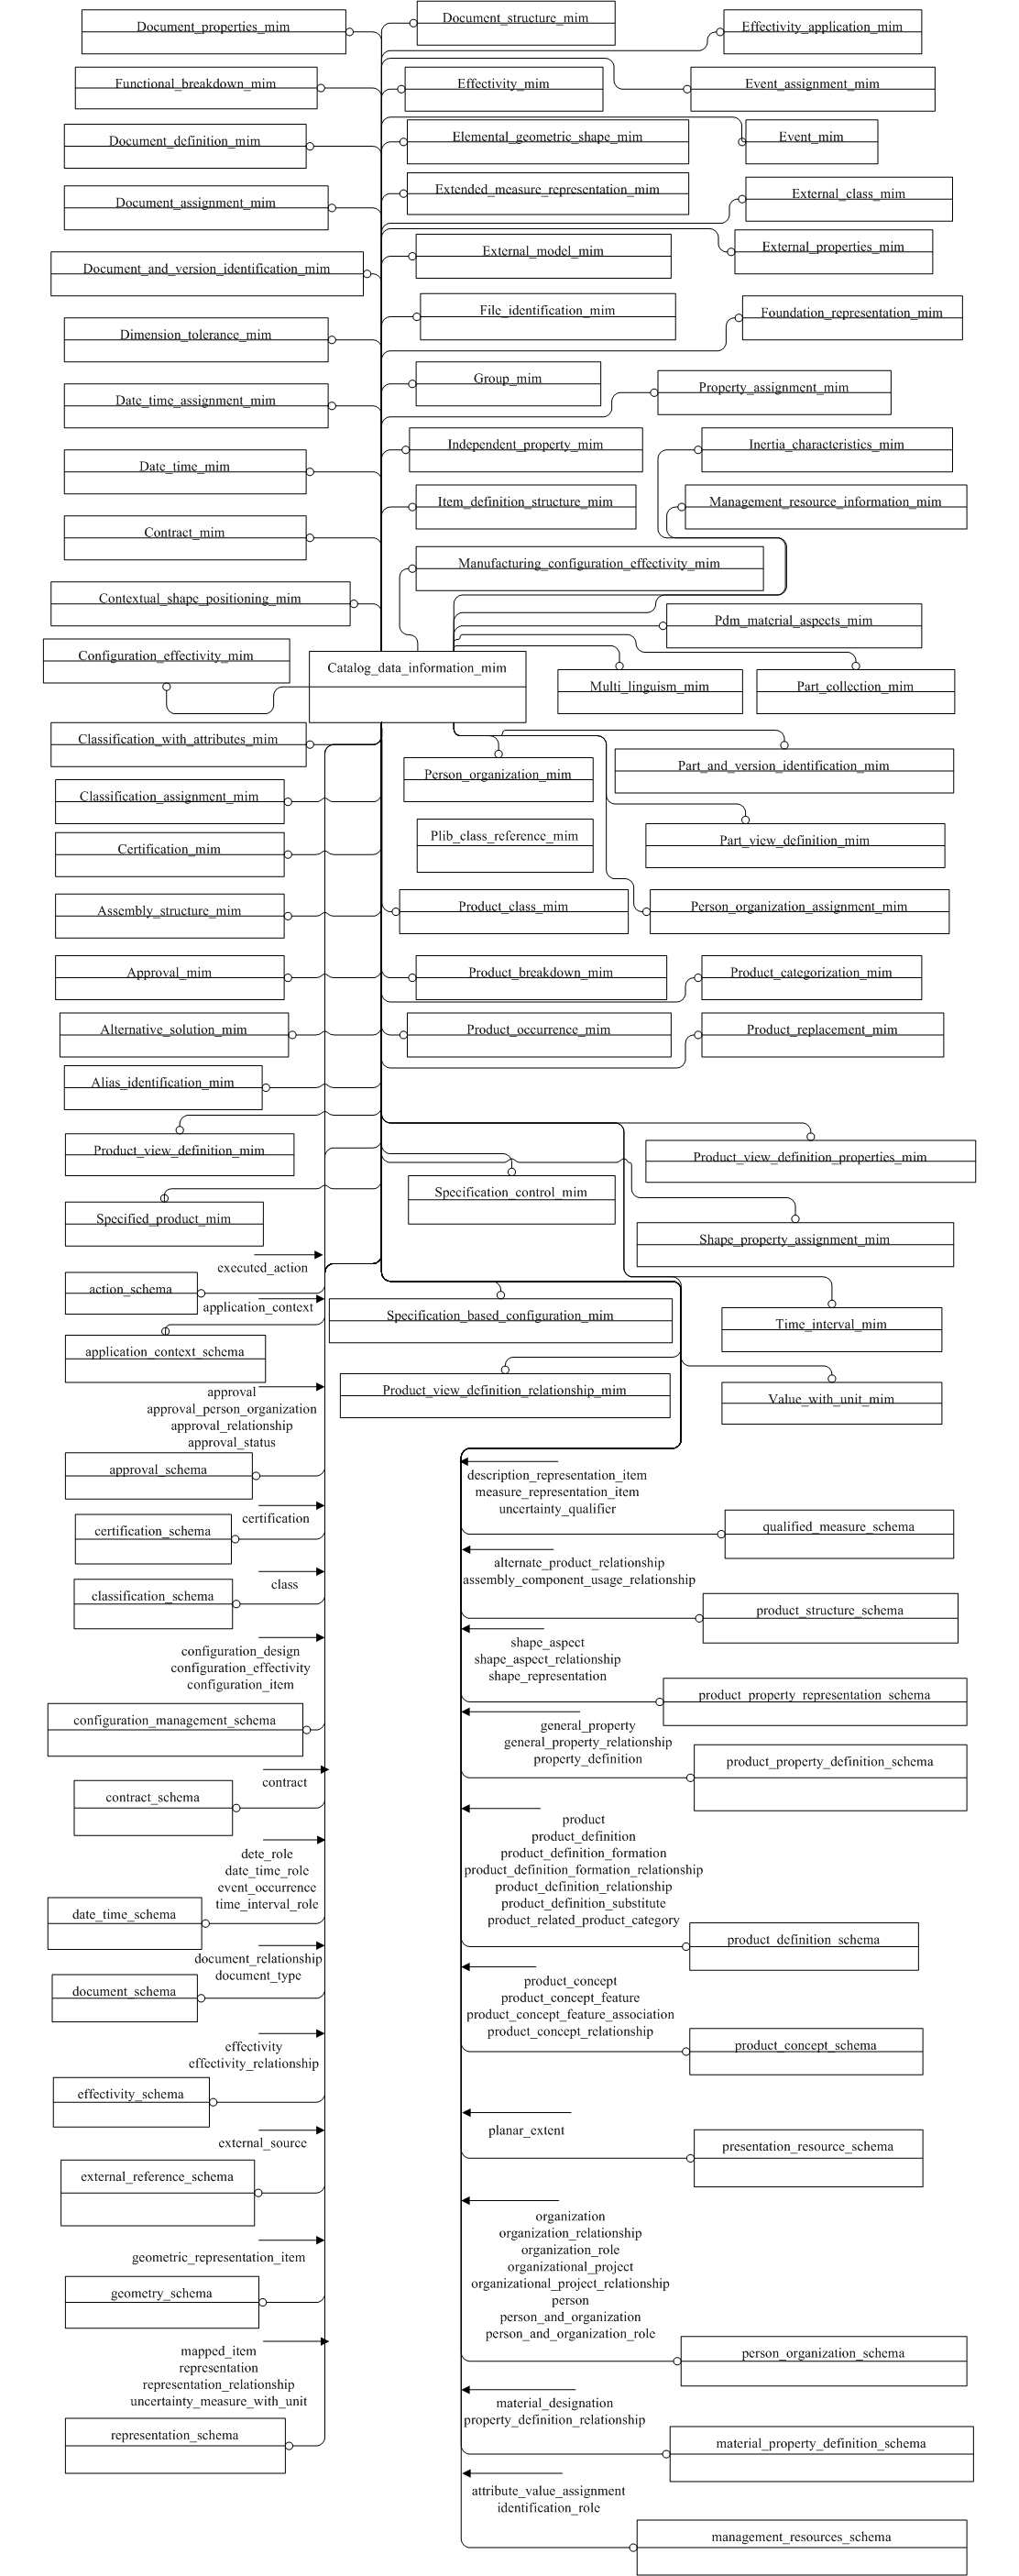 Document_properties_mim
Document_structure_mim
Effectivity_application_mim
Functional_breakdown_mim
Effectivity_mim
Event_assignment_mim
Document_definition_mim
Elemental_geometric_shape_mim
Event_mim
Document_assignment_mim
Extended_measure_representation_mim
External_class_mim
Document_and_version_identification_mim
External_model_mim
External_properties_mim
Dimension_tolerance_mim
File_identification_mim
Foundation_representation_mim
Date_time_assignment_mim
Group_mim
Property_assignment_mim
Date_time_mim
Independent_property_mim
Inertia_characteristics_mim
Contract_mim
Item_definition_structure_mim
Management_resource_information_mim
Contextual_shape_positioning_mim
Manufacturing_configuration_effectivity_mim
Pdm_material_aspects_mim
Configuration_effectivity_mim
Catalog_data_information_mim
Multi_linguism_mim
Part_collection_mim
Classification_with_attributes_mim
Person_organization_mim
Part_and_version_identification_mim
Classification_assignment_mim
Plib_class_reference_mim
Part_view_definition_mim
Certification_mim
Assembly_structure_mim
Product_class_mim
Person_organization_assignment_mim
Approval_mim
Product_breakdown_mim
Product_categorization_mim
Alternative_solution_mim
Product_occurrence_mim
Product_replacement_mim
Alias_identification_mim
Product_view_definition_mim
Product_view_definition_properties_mim
Specified_product_mim
Specification_control_mim
Shape_property_assignment_mim
executed_action
action_schema
application_context
Specification_based_configuration_mim
Time_interval_mim
application_context_schema
Product_view_definition_relationship_mim
Value_with_unit_mim
approval
approval_person_organization
approval_relationship
approval_status
approval_schema
certification
certification_schema
class
classification_schema
configuration_design
configuration_effectivity
configuration_item
configuration_management_schema
contract
contract_schema
dete_role
date_time_role
event_occurrence
time_interval_role
date_time_schema
document_relationship
document_type
document_schema
effectivity
effectivity_relationship
effectivity_schema
external_source
external_reference_schema
geometric_representation_item
geometry_schema
mapped_item
representation
representation_relationship
uncertainty_measure_with_unit
representation_schema
description_representation_item
measure_representation_item
uncertainty_qualifier
qualified_measure_schema
alternate_product_relationship
assembly_component_usage_relationship
product_structure_schema
shape_aspect
shape_aspect_relationship
shape_representation
product_property_representation_schema
general_property
general_property_relationship
property_definition
product_property_definition_schema
product
product_definition
product_definition_formation
product_definition_formation_relationship
product_definition_relationship
product_definition_substitute
product_related_product_category
product_definition_schema
product_concept
product_concept_feature
product_concept_feature_association
product_concept_relationship
product_concept_schema
planar_extent
presentation_resource_schema
organization
organization_relationship
organization_role
organizational_project
organizational_project_relationship
person
person_and_organization
person_and_organization_role
person_organization_schema
material_designation
property_definition_relationship
material_property_definition_schema
attribute_value_assignment
identification_role
management_resources_schema